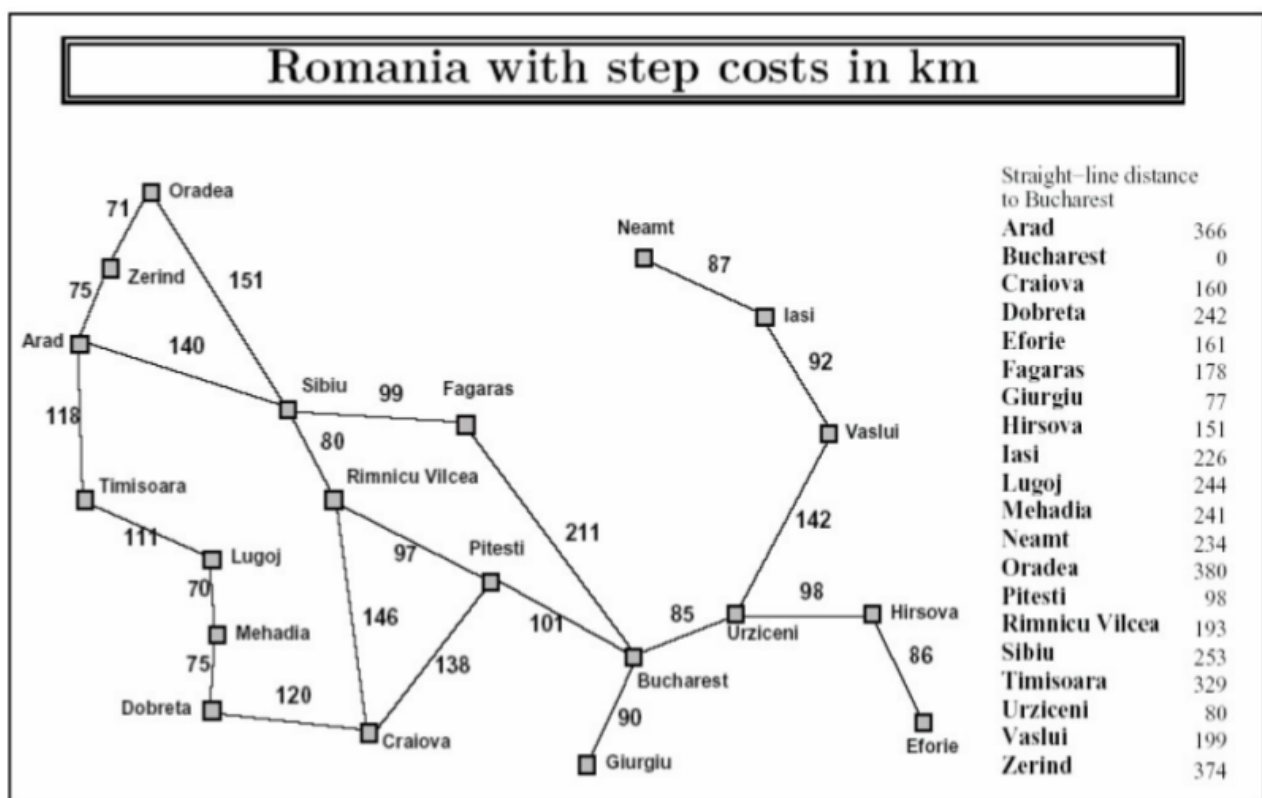 Romania with step costs in km
Oradea
71
Neamt
Zerind
87
151
75
Iasi
Arad
140
92
Sibiu
Fagaras
99
118
Vaslui
80
Timisoara
Rimnicu Vilcea
211
142
111
Lugoj
97
Pitesti
70
98
Hirsova
85
146
101
Urziceni
Mehadia
86
75
138
Bucharest
120
Dobreta
90
Craiova
Eforie
Giurgiu
Straight-line distance
to Bucharest
Arad 366
Bucharest 0
Craiova 160
Dobreta 242
Eforie 161
Fagaras 178
Giurgiu 77
Hirsova 151
Iasi 226
Lugoj 244
Mehadia 241
Neamt 234
Oradea 380
Pitesti 98
Rimnicu Vilcea 193
Sibiu 253
Timisoara 329
Urziceni 80
Vaslui 199
Zerind 374